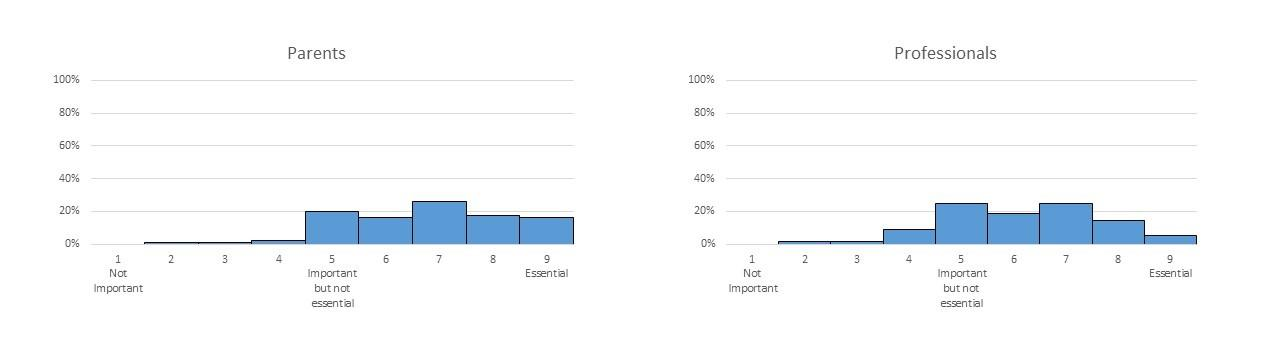 Parents
100%
80%
60%
40%
20%
0%
1 2 3 4 5 6 7 8 9
Not Important
Important but not essential
Essential
Professionals
100%
80%
60%
40%
20%
0%
1 2 3 4 5 6 7 8 9
Not Important
Important but not essential
Essential